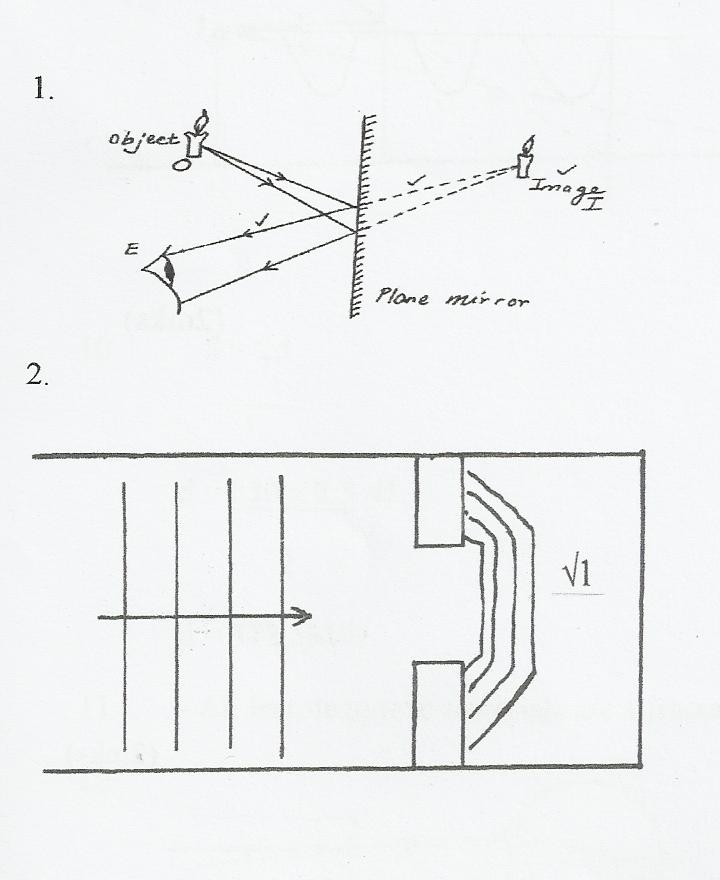 1.
Object
O
Image
I
E
Plane mirror
2.
√1